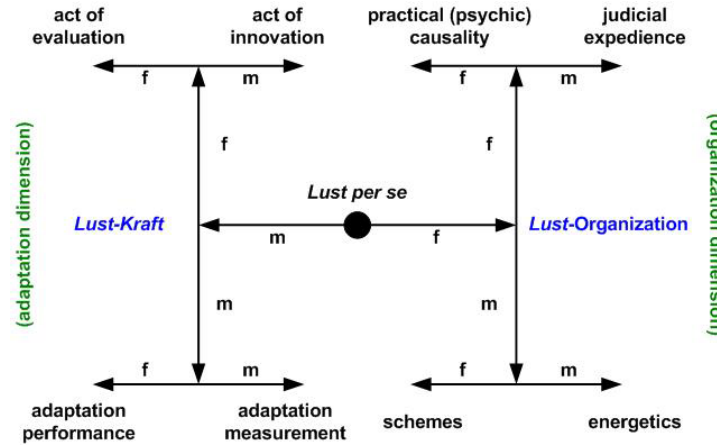 act of
evaluation
act of
innovation
practical (psychic)
causality
judicial
expedience
f
m
f
m
(adaptation dimension)
f
f
(organization dimension)
Lust per se
Lust-Kraft
Lust-Organization
m
f
m
m
f
m
f
m
adaptation
performance
adaptation
measurement
schemes
energetics